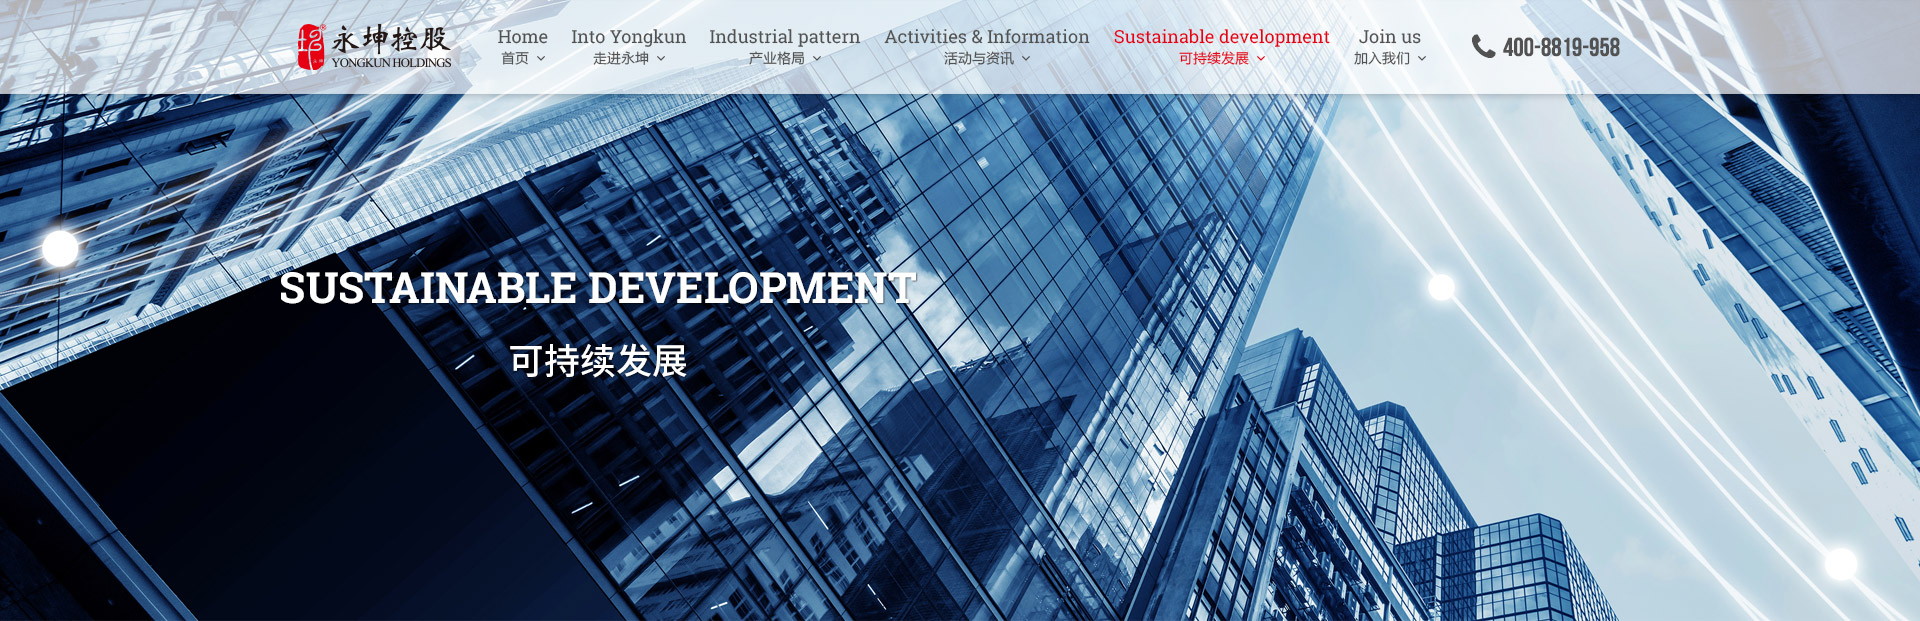 永坤控股
YONGKUN HOLDINGS
Home
首页
Into Yongkun
走进永坤
Industrial pattern
产业格局
Activities & Information
活动与资讯
Sustainable development
可持续发展
Join us
加入我们
400-8819-958
SUSTAINABLE DEVELOPMENT
可持续发展